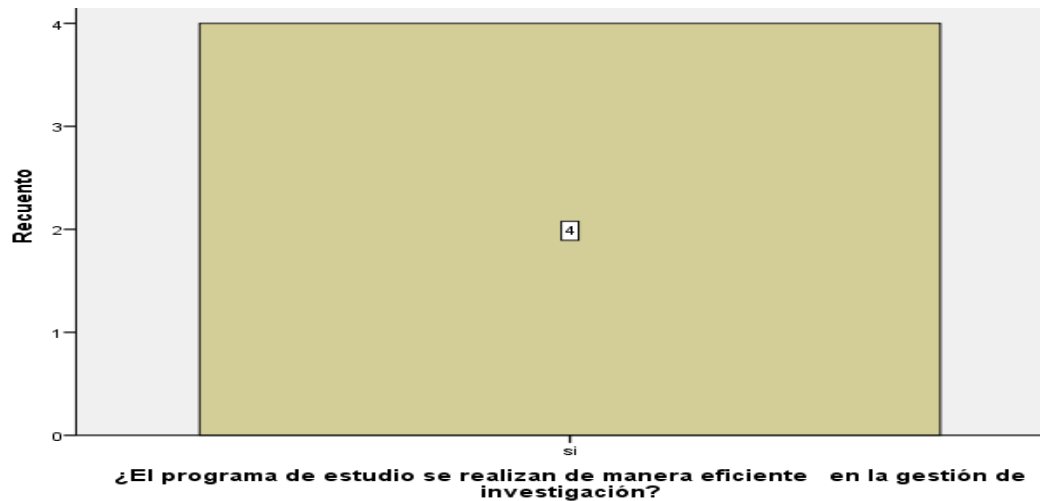 4
3
Recuento
4
2
1
0
si
¿El programa de estudio se realizan de manera eficiente en la gestión de
investigación?